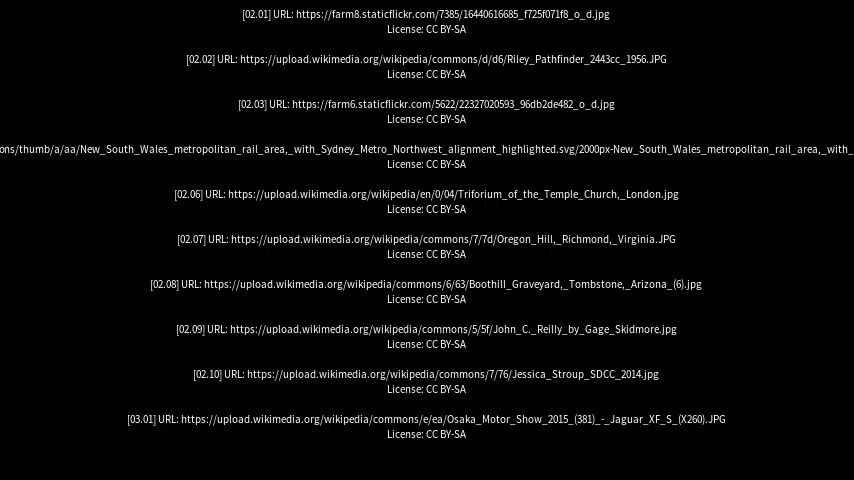 [02.01] URL: https://farm8.staticflickr.com/7385/16440616685_f725f071f8_o_d.jpg
License: CC BY-SA
[02.02] URL: https://upload.wikimedia.org/wikipedia/commons/d/d6/Riley_Pathfinder_2443cc_1956.JPG
License: CC BY-SA
[02.03] URL: https://farm6.staticflickr.com/5622/22327020593_96db2de482_o_d.jpg
License: CC BY-SA
ons/thumb/a/aa/New_South_Wales_metropolitan_rail_area,_with_Sydney_Metro_Northwest_alignment_highlighted.svg/2000px-New_South_Wales_metropolitan_rail_area,_with_
License: CC BY-SA
[02.06] URL: https://upload.wikimedia.org/wikipedia/en/0/04/Triforium_of_the_Temple_Church,_London.jpg
License: CC BY-SA
[02.07] URL: https://upload.wikimedia.org/wikipedia/commons/7/7d/Oregon_Hill,_Richmond,_Virginia.JPG
License: CC BY-SA
[02.08] URL: https://upload.wikimedia.org/wikipedia/commons/6/63/Boothill_Graveyard,_Tombstone,_Arizona_(6).jpg
License: CC BY-SA
[02.09] URL: https://upload.wikimedia.org/wikipedia/commons/5/5f/John_C._Reilly_by_Gage_Skidmore.jpg
License: CC BY-SA
[02.10] URL: https://upload.wikimedia.org/wikipedia/commons/7/76/Jessica_Stroup_SDCC_2014.jpg
License: CC BY-SA
[03.01] URL: https://upload.wikimedia.org/wikipedia/commons/e/ea/Osaka_Motor_Show_2015_(381)_-_Jaguar_XF_S_(X260).JPG
License: CC BY-SA